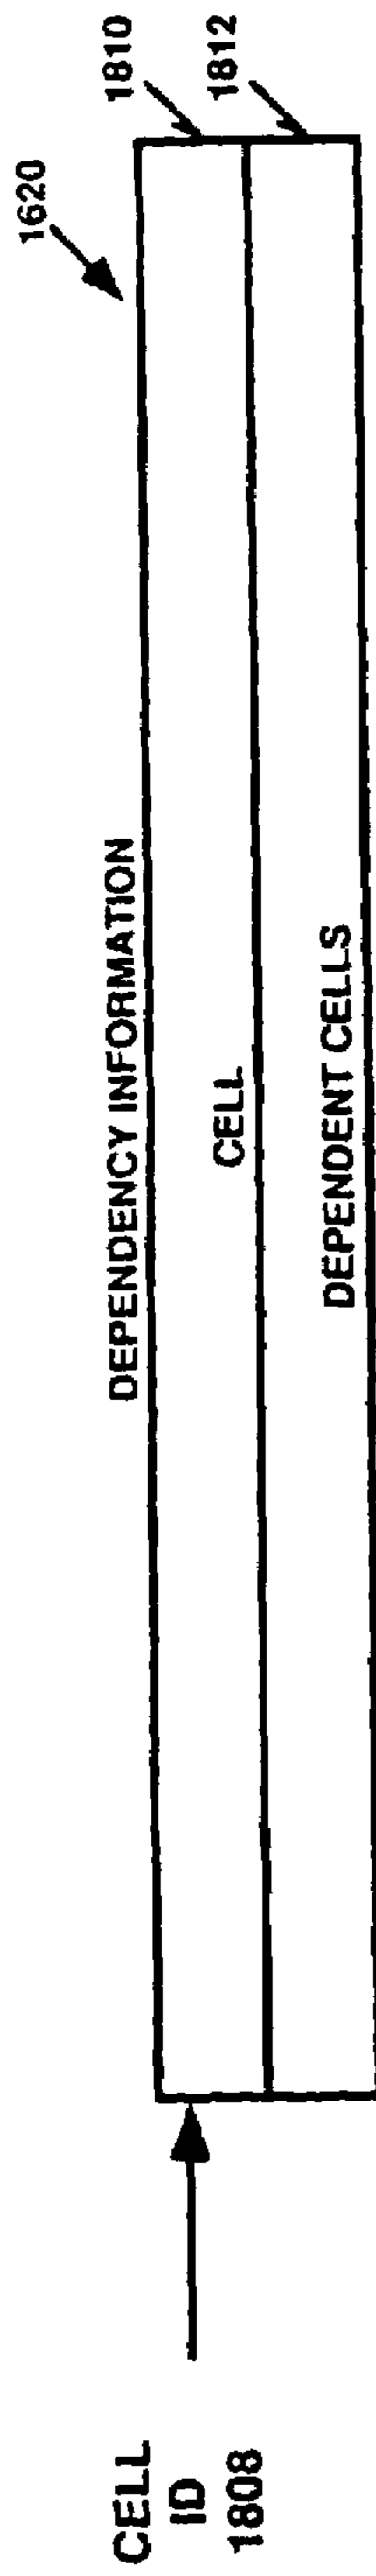 1620
1810
1812
DEPENDENCY INFORMATION
CELL
DEPENDENT CELLS
CELL
ID
1808